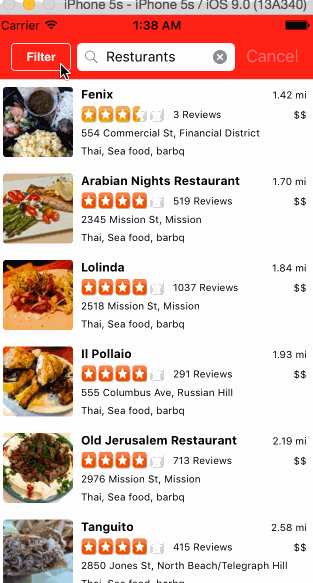 iPhone 5s - iPhone 5s / iOS 9.0 (13A340)
Carrier 1:38 AM
Filter Resturants Cancel
Fenix 1.42 mi
3 Reviews $$
554 Commercial St, Financial District
Thai, Sea food, barbq
Arabian Nights Restaurant 1.70 mi
519 Reviews $$
2345 Mission St, Mission
Thai, Sea food, barbq
Lolinda 1.84 mi
1037 Reviews $$
2518 Mission St, Mission
Thai, Sea food, barbq
Il Pollaio 1.93 mi
291 Reviews $$
555 Columbus Ave, Russian Hill
Thai, Sea food, barbq
Old Jerusalem Restaurant 2.19 mi
713 Reviews $$
2976 Mission St, Mission
Thai, Sea food, barbq
Tanguito 2.58 mi
415 Reviews $$
2850 Jones St, North Beach/Telegraph Hill
Thai, Sea food, barbq